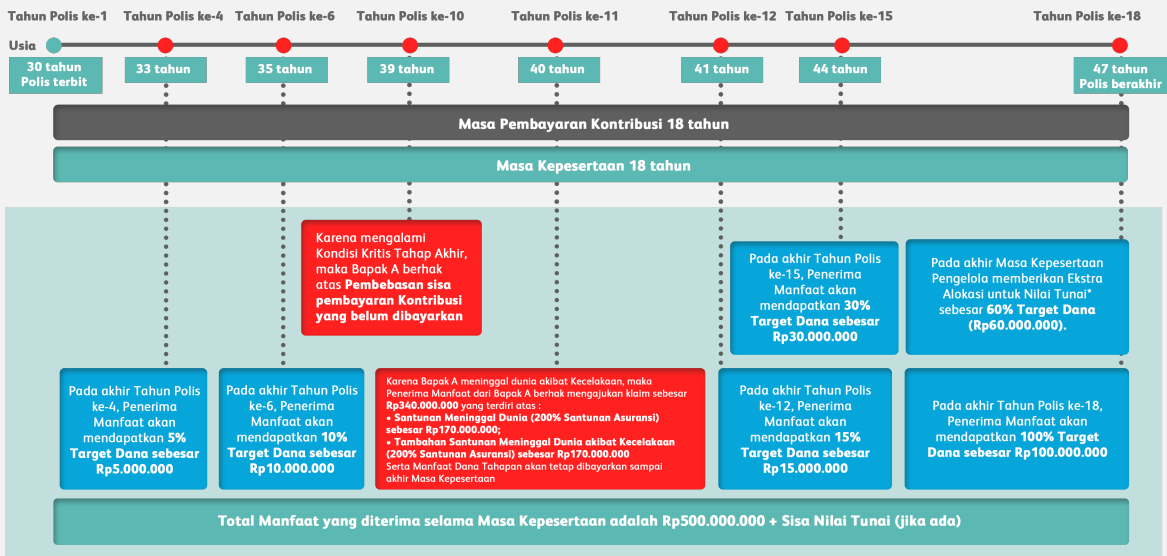 Tahun Polis ke-1
Tahun Polis ke-4
Tahun Polis ke-6
Tahun Polis ke-10
Tahun Polis ke-11
Tahun Polis ke-12
Tahun Polis ke-15
Tahun Polis ke-18
Usia
30 tahun
Polis terbit
33 tahun
35 tahun
39 tahun
40 tahun
41 tahun
44 tahun
47 tahun
Polis berakhir
Masa Pembayaran Kontribusi 18 tahun
Masa Kepesertaan 18 tahun
Karena mengalami
Kondisi Kritis Tahap Akhir,
maka Bapak A berhak
atas Pembebasan sisa
pembayaran Kontribusi
yang belum dibayarkan
Pada akhir Tahun Polis
ke-15, Penerima
Manfaat akan
mendapatkan 30%
Target Dana sebesar
Rp30.000.000
Pada akhir Masa Kepesertaan
Pengelola memberikan Ekstra
Alokasi untuk Nilai Tunai*
sebesar 60% Target Dana
(Rp60.000.000).
Pada akhir Tahun Polis
ke-4, Penerima
Manfaat akan
mendapatkan 5%
Target Dana sebesar
Rp5.000.000
Pada akhir Tahun Polis
ke-6, Penerima
Manfaat akan
mendapatkan 10%
Target Dana sebesar
Rp10.000.000
Karena Bapak A meninggal dunia akibat Kecelakaan, maka
Penerima Manfaat dari Bapak A berhak mengajukan klaim sebesar
Rp340.000.000 yang terdiri atas :
• Santunan Meninggal Dunia (200% Santunan Asuransi)
sebesar Rp170.000.000;
• Tambahan Santunan Meninggal Dunia akibat Kecelakaan
(200% Santunan Asuransi) sebesar Rp170.000.000
Serta Manfaat Dana Tahapan akan tetap dibayarkan sampai
akhir Masa Kepesertaan
Pada akhir Tahun Polis
ke-12, Penerima
Manfaat akan
mendapatkan 15%
Target Dana sebesar
Rp15.000.000
Pada akhir Tahun Polis ke-18,
Penerima Manfaat akan
mendapatkan 100% Target
Dana sebesar Rp100.000.000
Total Manfaat yang diterima selama Masa Kepesertaan adalah Rp500.000.000 + Sisa Nilai Tunai (jika ada)